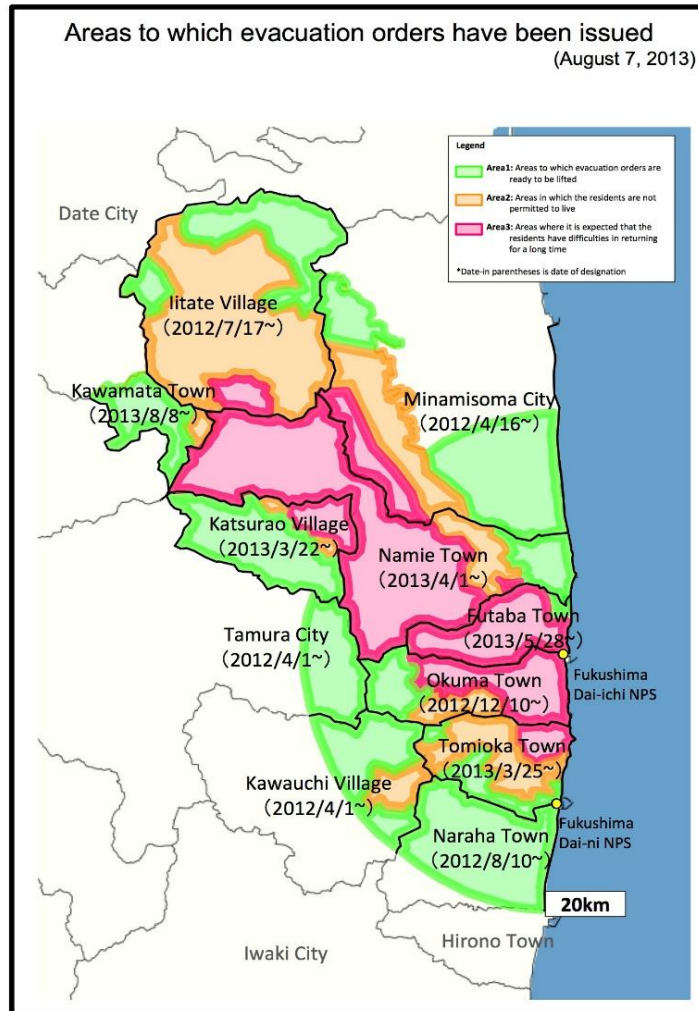 Areas to which evacuation orders have been issued
(August 7, 2013)
Legend
Area1: Areas to which evacuation orders are
ready to be lifted
Area2: Areas in which the residents are not
permitted to live
Area3: Areas where it is expected that the
residents have difficulties in returning
for a long time
*Date-in parentheses is date of designation
Date City
Iitate Village
(2012/7/17~)
Kawamata Town
(2013/8/8~)
Minamisoma City
(2012/4/16~)
Katsurao Village
(2013/3/22~)
Namie Town
(2013/4/1~)
Futaba Town
(2013/5/28~)
Tamura City
(2012/4/1~)
Fukushima
Dai-ichi NPS
Okuma Town
(2012/12/10~)
Tomioka Town
(2013/3/25~)
Kawauchi Village
(2012/4/1~)
Fukushima
Dai-ni NPS
Naraha Town
(2012/8/10~)
20km
Hirono Town
Iwaki City